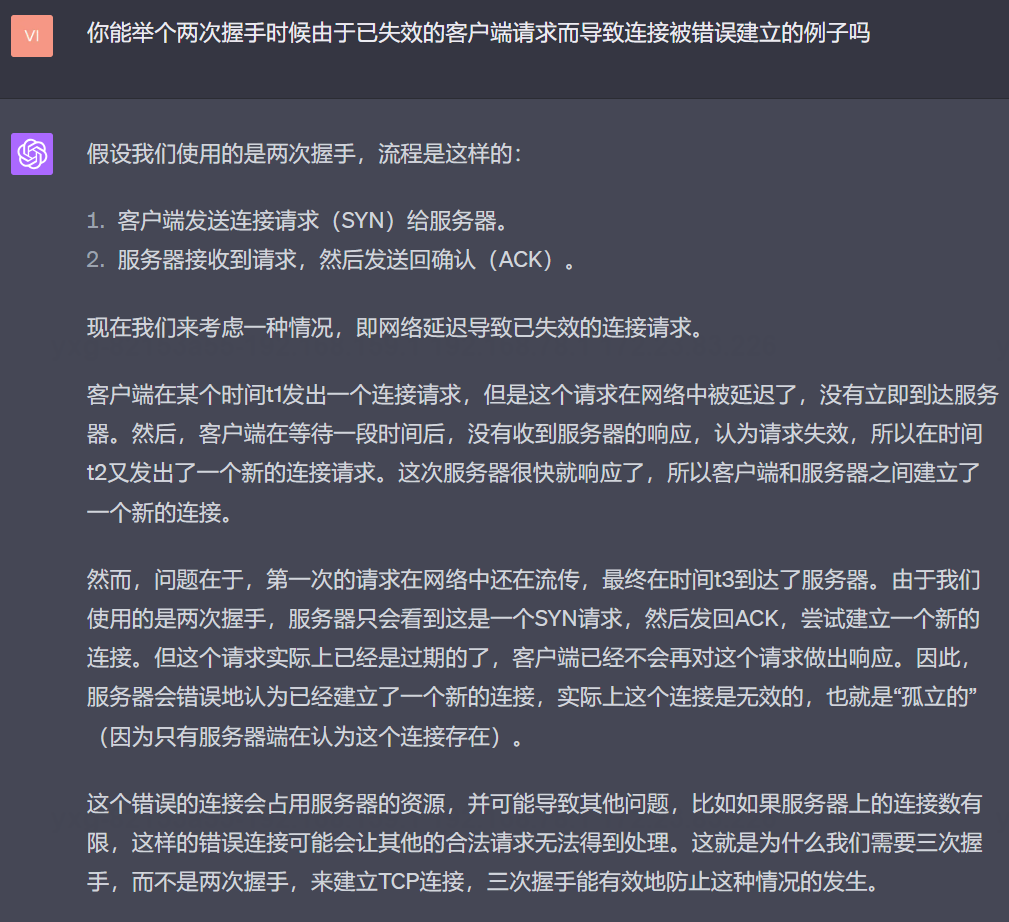 VI
你能举个两次握手时候由于已失效的客户端请求而导致连接被错误建立的例子吗
假设我们使用的是两次握手，流程是这样的：
1. 客户端发送连接请求（SYN）给服务器。
2. 服务器接收到请求，然后发送回确认（ACK）。
现在我们来考虑一种情况，即网络延迟导致已失效的连接请求。
客户端在某个时间t1发出一个连接请求，但是这个请求在网络中被延迟了，没有立即到达服务
器。然后，客户端在等待一段时间后，没有收到服务器的响应，认为请求失效，所以在时间
t2又发出了一个新的连接请求。这次服务器很快就响应了，所以客户端和服务器之间建立了
一个新的连接。
然而，问题在于，第一次的请求在网络中还在流传，最终在时间t3到达了服务器。由于我们
使用的是两次握手，服务器只会看到这是一个SYN请求，然后发回ACK，尝试建立一个新的
连接。但这个请求实际上已经是过期的了，客户端已经不会再对这个请求做出响应。因此，
服务器会错误地认为已经建立了一个新的连接，实际上这个连接是无效的，也就是“孤立的”
（因为只有服务器端在认为这个连接存在）。
这个错误的连接会占用服务器的资源，并可能导致其他问题，比如如果服务器上的连接数有
限，这样的错误连接可能会让其他的合法请求无法得到处理。这就是为什么我们需要三次握
手，而不是两次握手，来建立TCP连接，三次握手能有效地防止这种情况的发生。